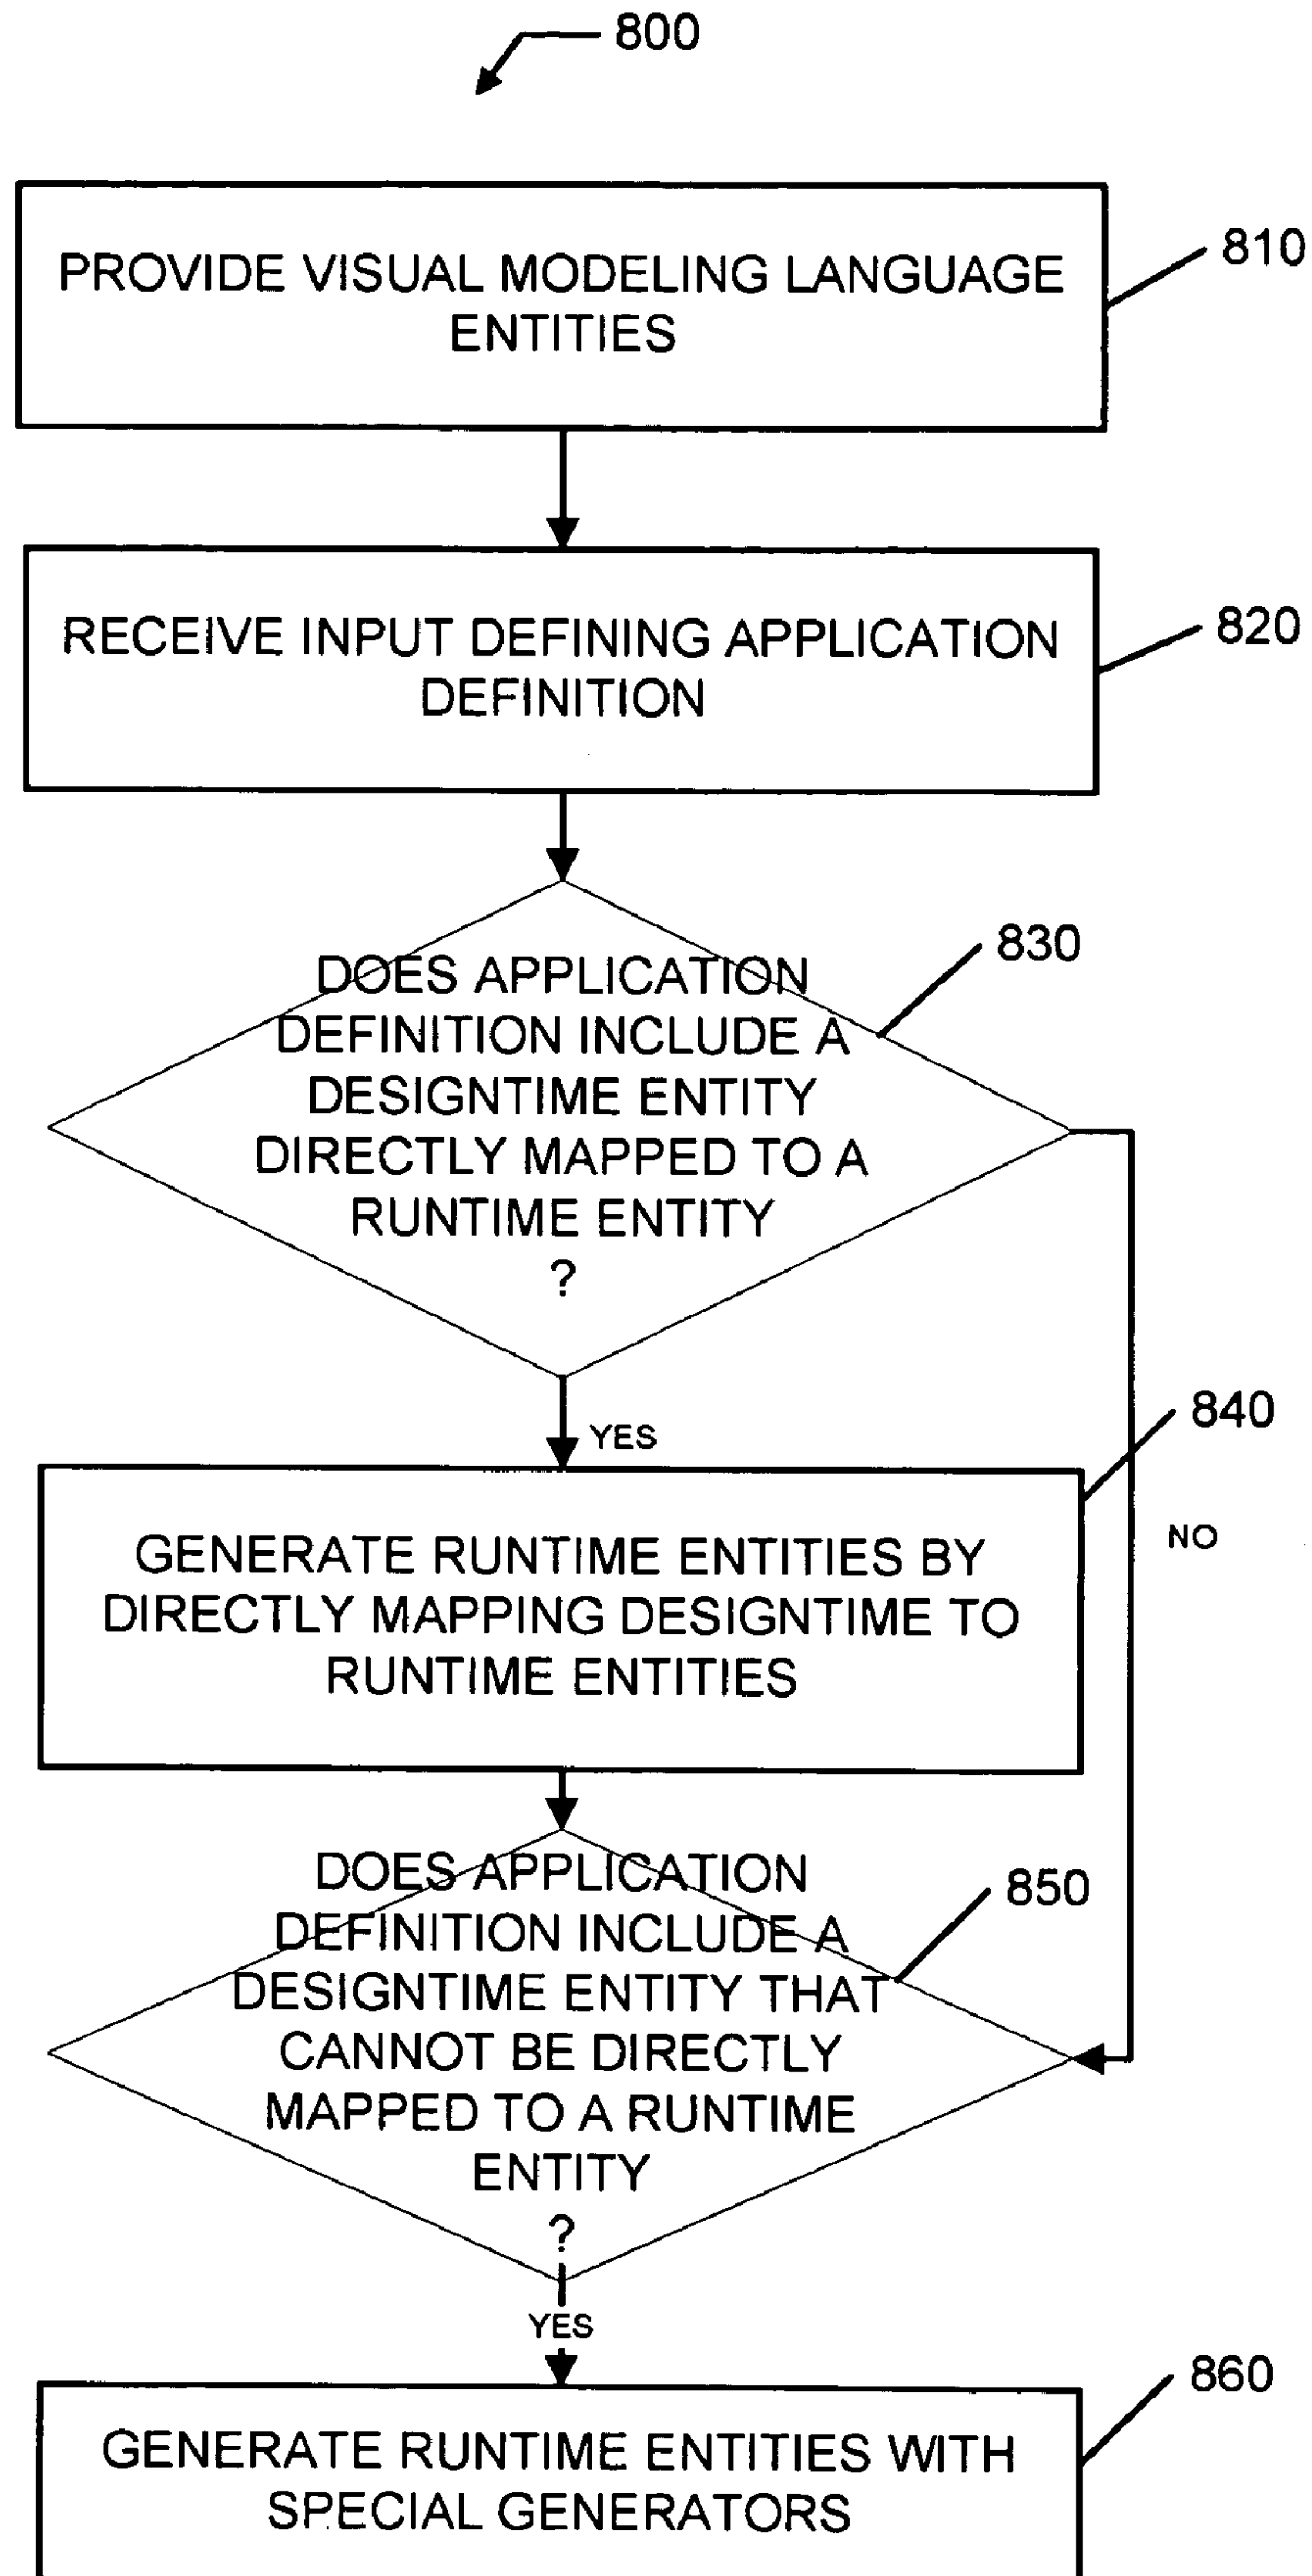 800
PROVIDE VISUAL MODELING LANGUAGE
ENTITIES
810
RECEIVE INPUT DEFINING APPLICATION
DEFINITION
820
DOES APPLICATION
DEFINITION INCLUDE A
DESIGNTIME ENTITY
DIRECTLY MAPPED TO A
RUNTIME ENTITY
?
830
YES
840
NO
GENERATE RUNTIME ENTITIES BY
DIRECTLY MAPPING DESIGNTIME TO
RUNTIME ENTITIES
DOES APPLICATION
DEFINITION INCLUDE A
DESIGNTIME ENTITY THAT
CANNOT BE DIRECTLY
MAPPED TO A RUNTIME
ENTITY
?
850
YES
860
GENERATE RUNTIME ENTITIES WITH
SPECIAL GENERATORS